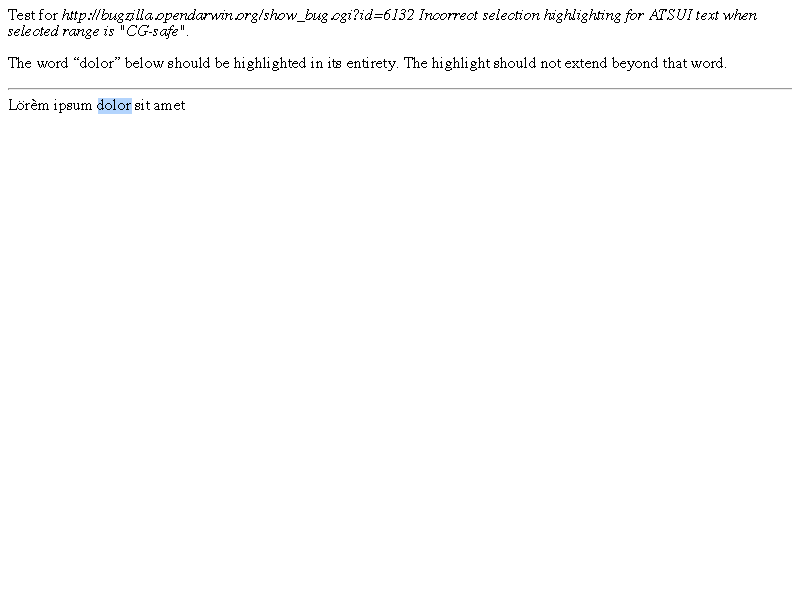 Test for http://bugzilla.opendarwin.org/show_bug.cgi?id=6132 Incorrect selection highlighting for ATSUI text when
selected range is "CG-safe".
The word “dolor” below should be highlighted in its entirety. The highlight should not extend beyond that word.
Lorèm ipsum dolor sit amet